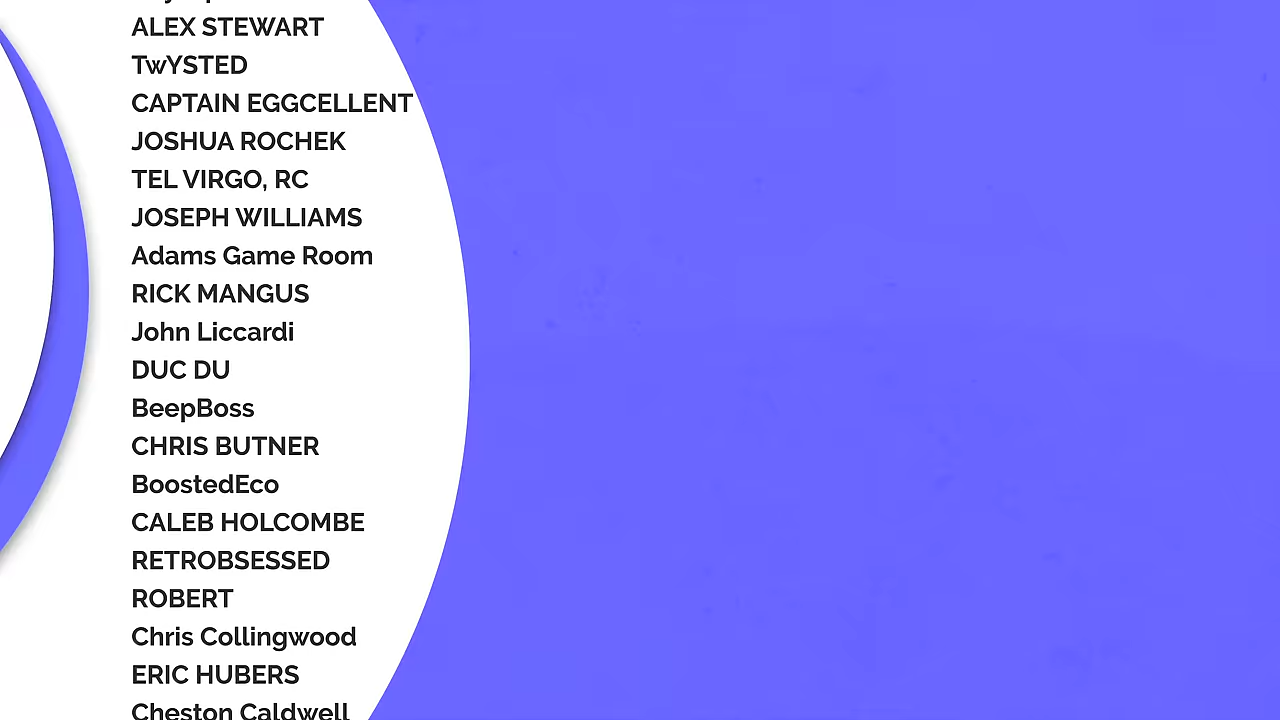 ALEX STEWART
TwYSTED
CAPTAIN EGGCELLENT
JOSHUA ROCHEK
TEL VIRGO, RC
JOSEPH WILLIAMS
Adams Game Room
RICK MANGUS
John Liccardi
DUC DU
BeepBoss
CHRIS BUTNER
BoostedEco
CALEB HOLCOMBE
RETROBSESSED
ROBERT
Chris Collingwood
ERIC HUBERS
Cheston Caldwell